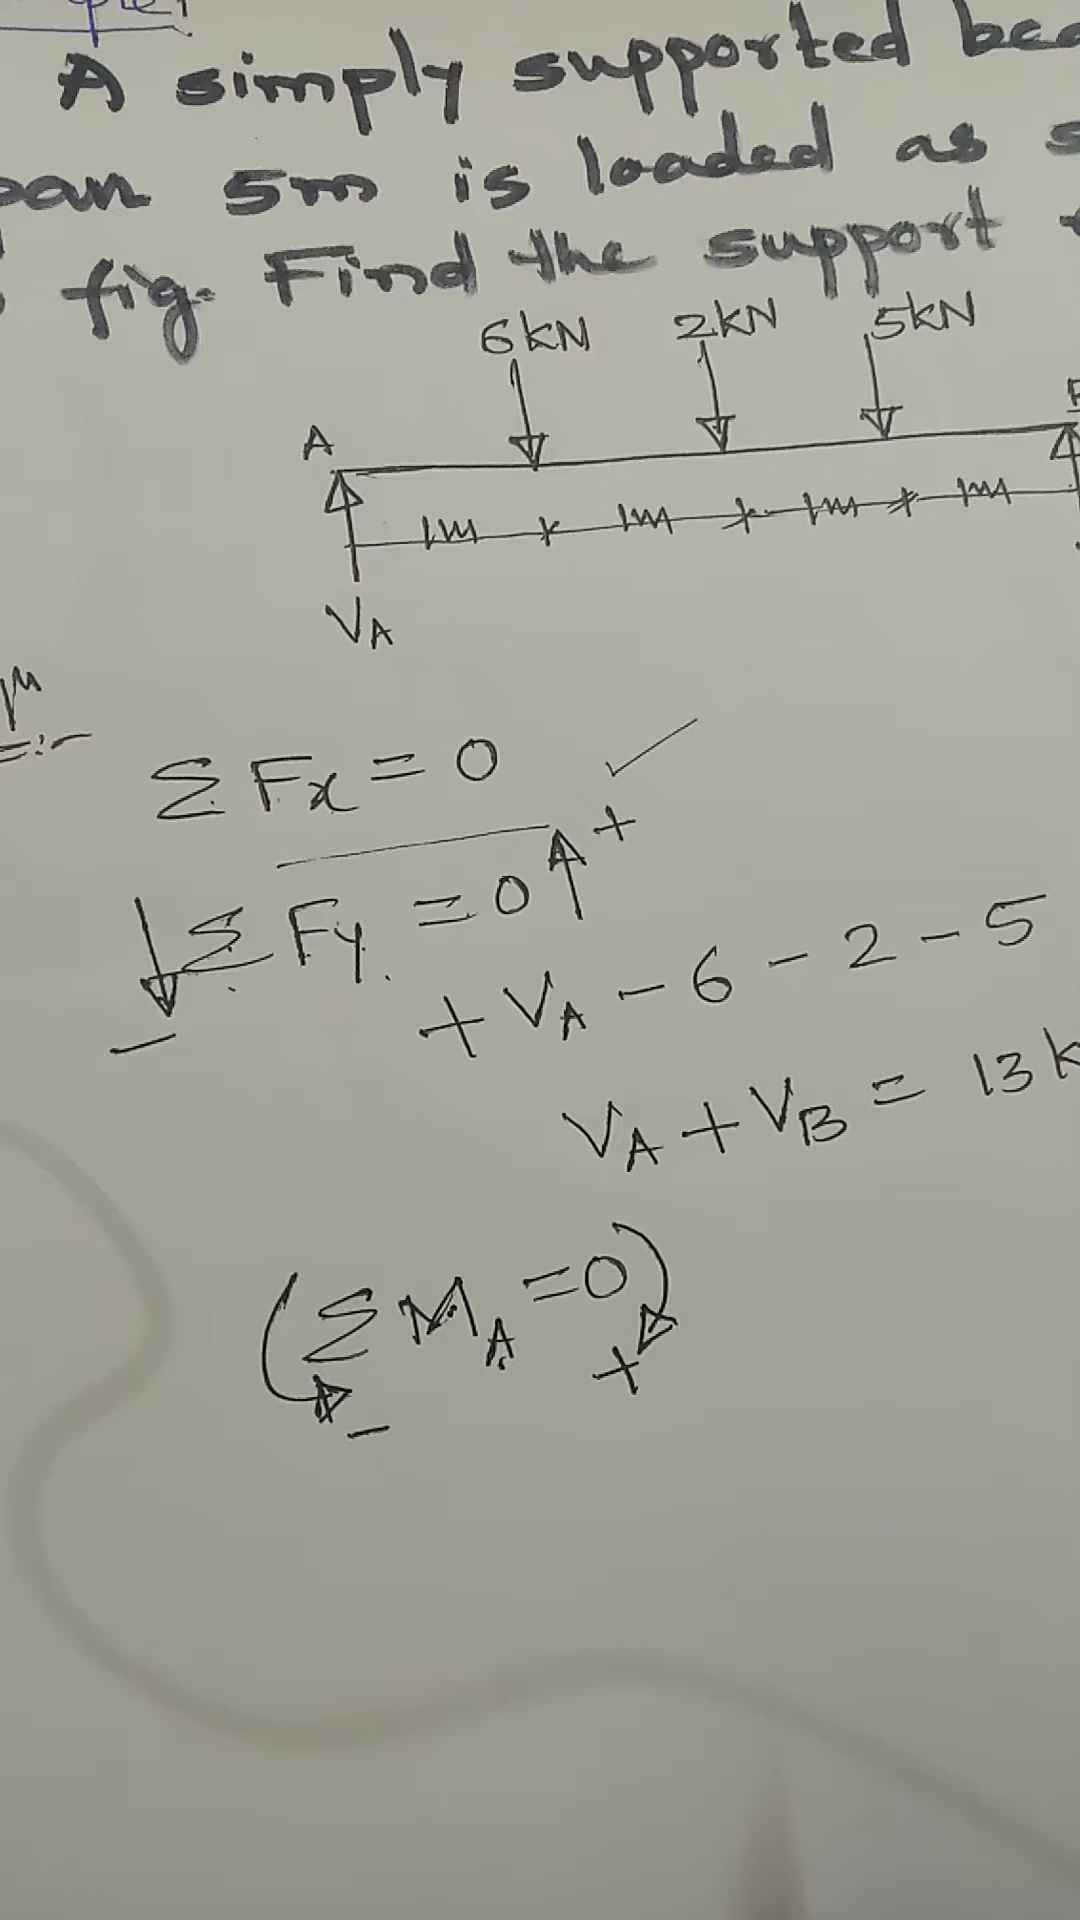 A simply supported
5m is loaded as
fig. Find the support
6kN 2kN 5kN
A
1m 1m 1m 1m
VA
ΣFx = 0
+
ΣFy = 0
-
+ VA - 6 - 2 - 5
VA + VB = 13
ΣMA = 0
+
-